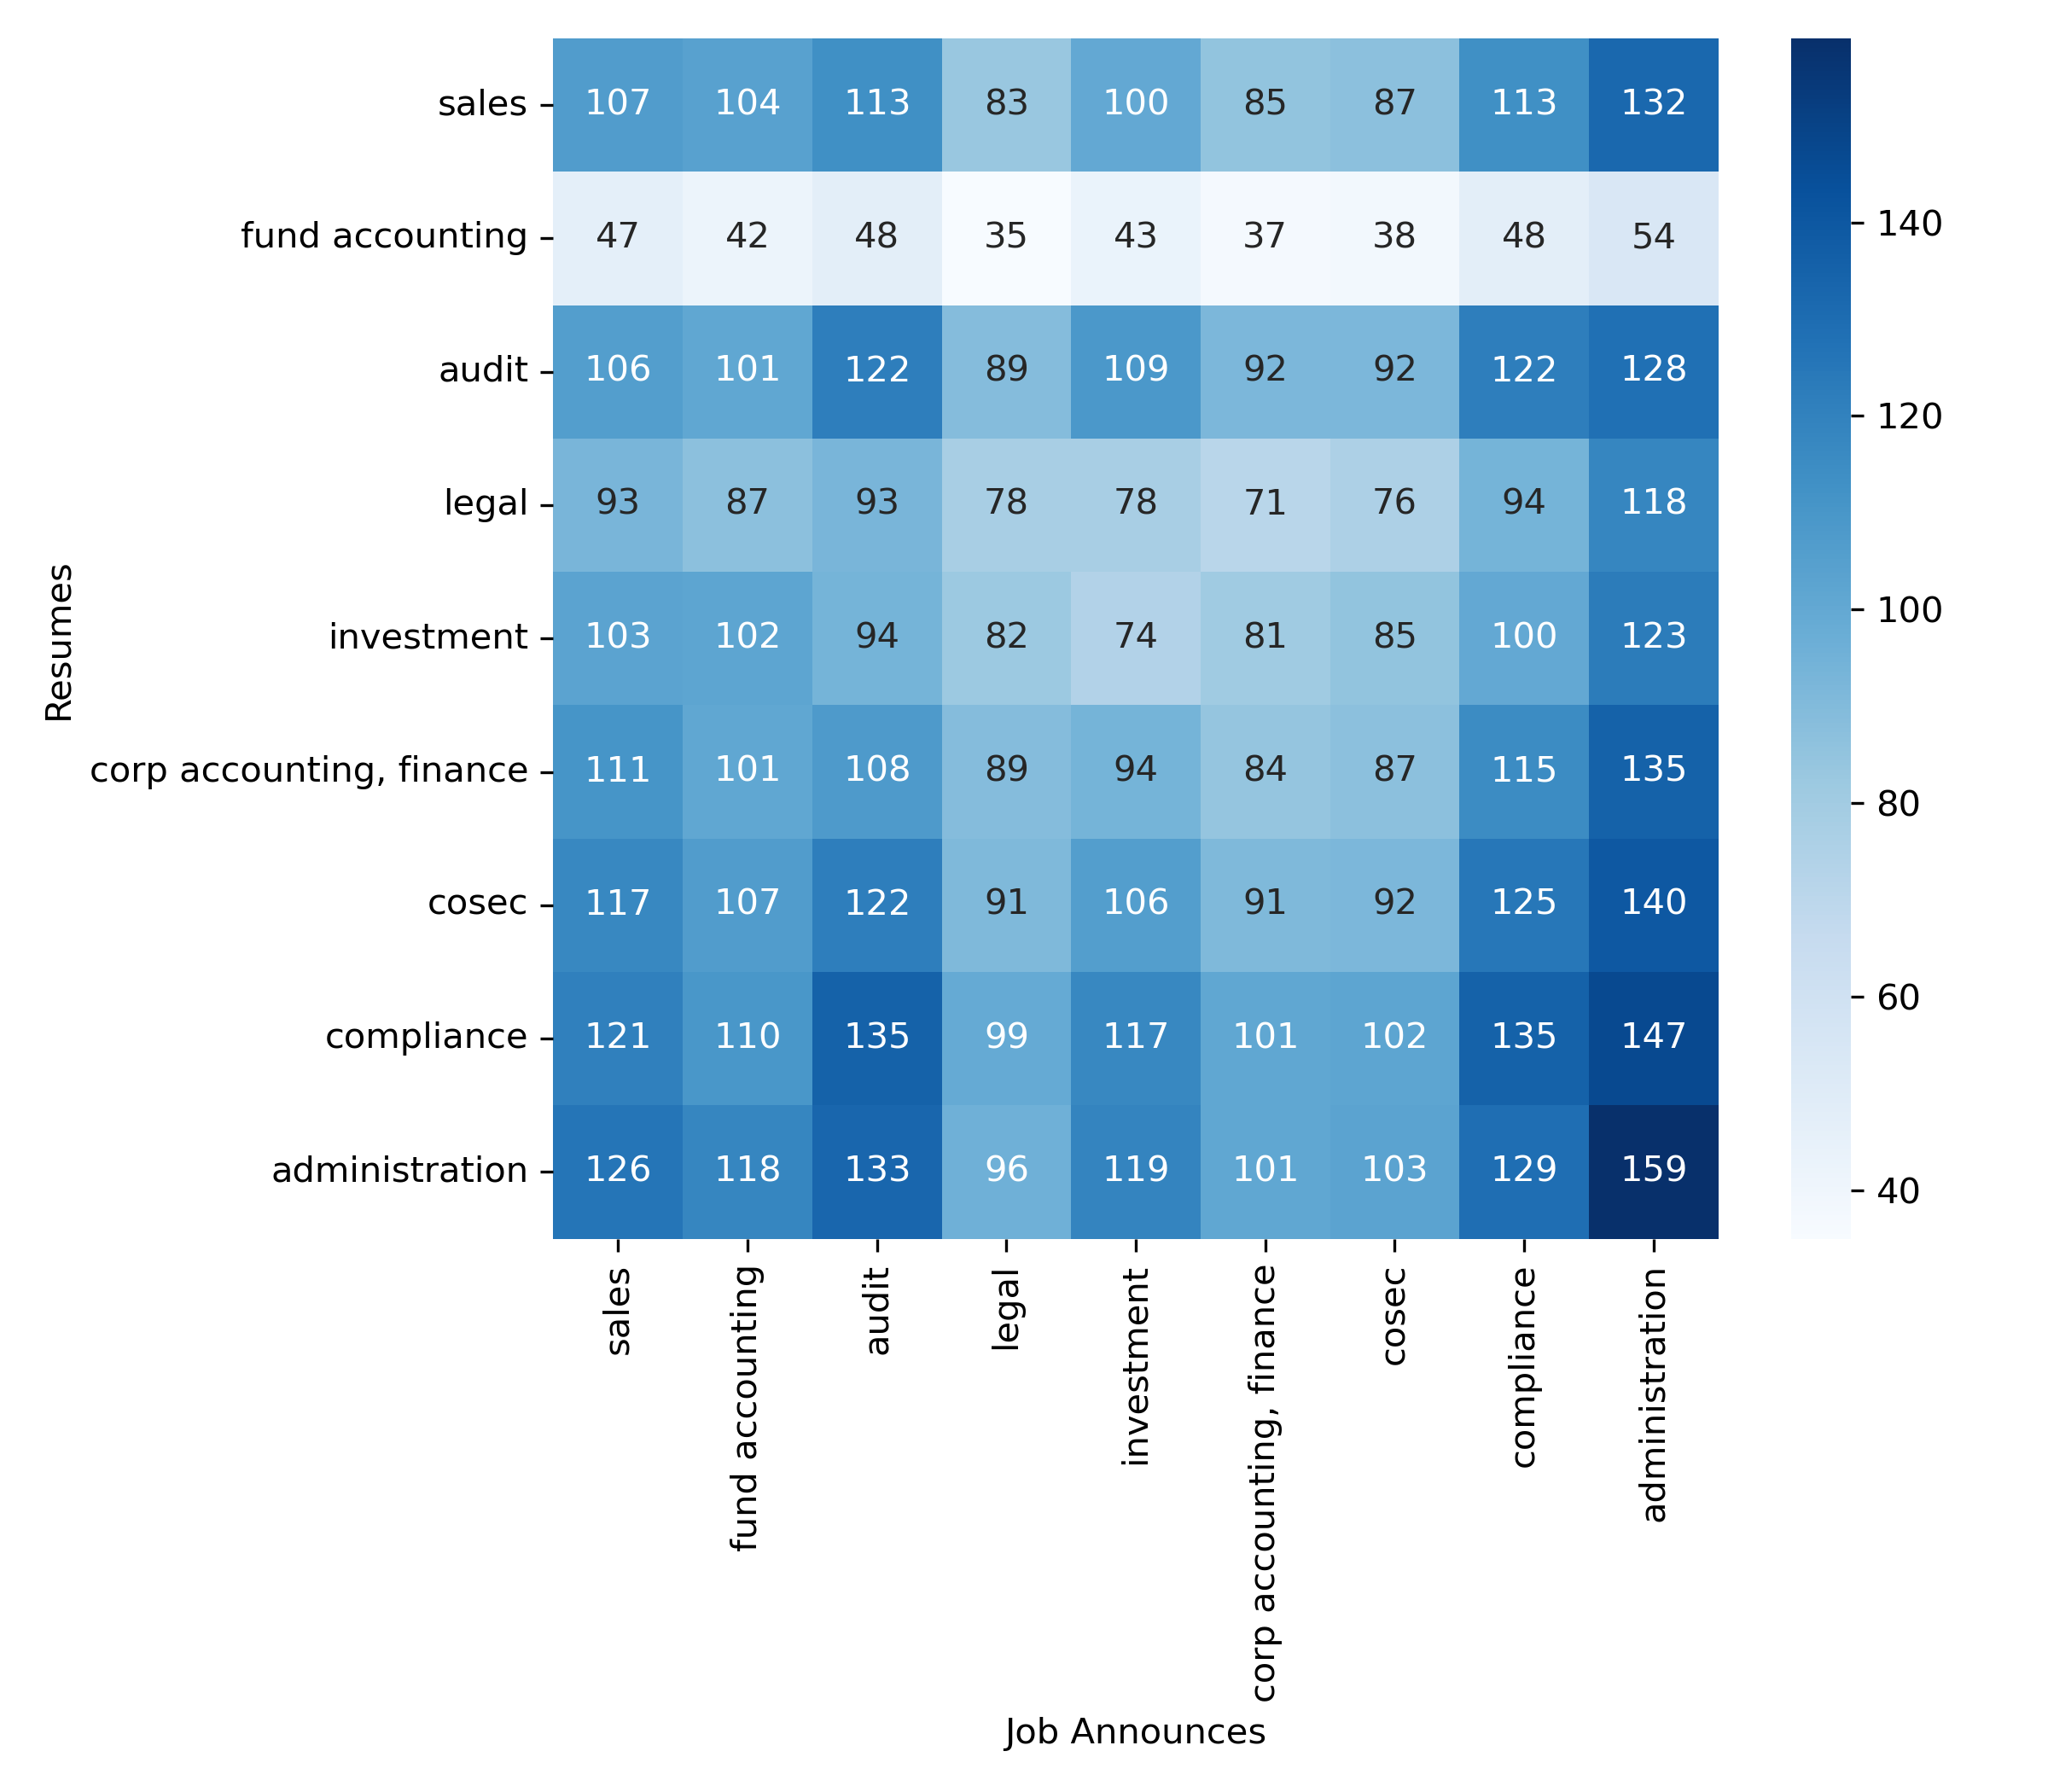 sales 107 104 113 83 100 85 87 113 132
fund accounting 47 42 48 35 43 37 38 48 54
audit 106 101 122 89 109 92 92 122 128
legal 93 87 93 78 78 71 76 94 118
investment 103 102 94 82 74 81 85 100 123
corp accounting, finance 111 101 108 89 94 84 87 115 135
cosec 117 107 122 91 106 91 92 125 140
compliance 121 110 135 99 117 101 102 135 147
administration 126 118 133 96 119 101 103 129 159
Resumes
sales
fund accounting
audit
legal
investment
corp accounting, finance
cosec
compliance
administration
Job Announces
140
120
100
80
60
40